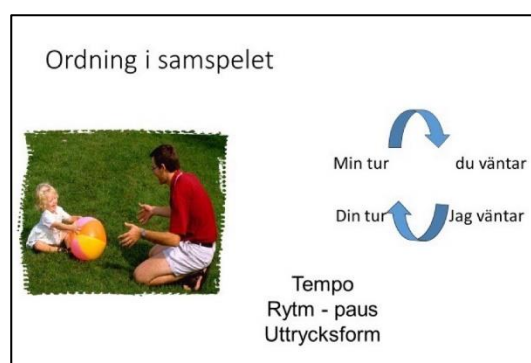 Ordning i samspelet
Min tur du väntar
Din tur Jag väntar
Tempo
Rytm - paus
Uttrycksform